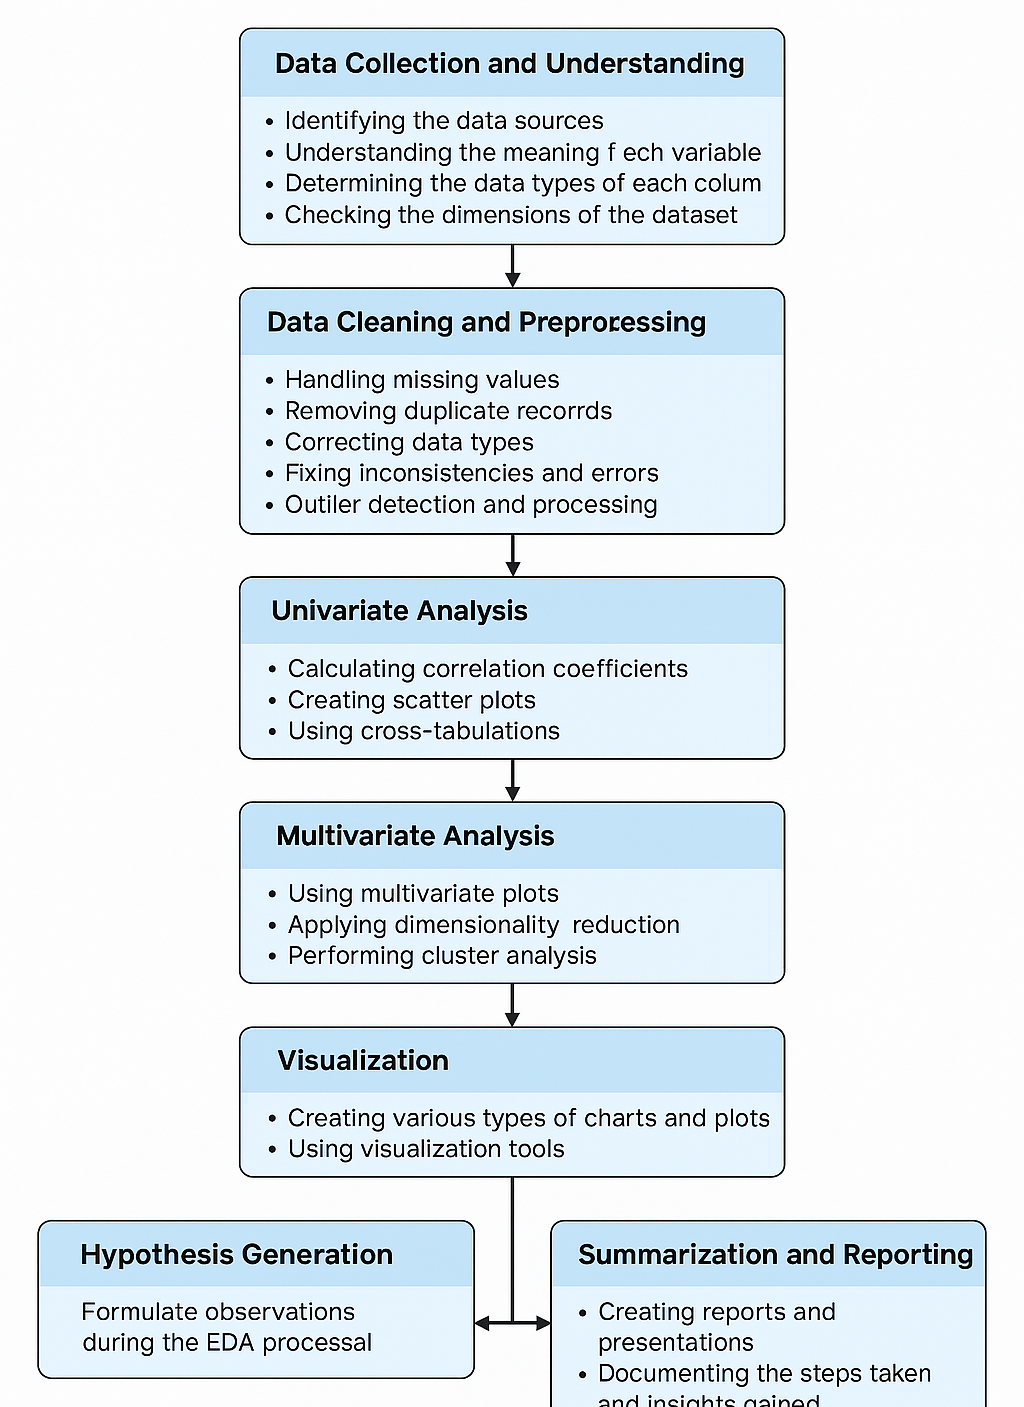 Data Collection and Understanding
• Identifying the data sources
• Understanding the meaning f ech variable
• Determining the data types of each colum
• Checking the dimensions of the dataset
Data Cleaning and Preprocessing
• Handling missing values
• Removing duplicate recorrds
• Correcting data types
• Fixing inconsistencies and errors
• Outiler detection and processing
Univariate Analysis
• Calculating correlation coefficients
• Creating scatter plots
• Using cross-tabulations
Multivariate Analysis
• Using multivariate plots
• Applying dimensionality reduction
• Performing cluster analysis
Visualization
• Creating various types of charts and plots
• Using visualization tools
Hypothesis Generation
Formulate observations
during the EDA processal
Summarization and Reporting
• Creating reports and
presentations
• Documenting the steps taken
and insights gained